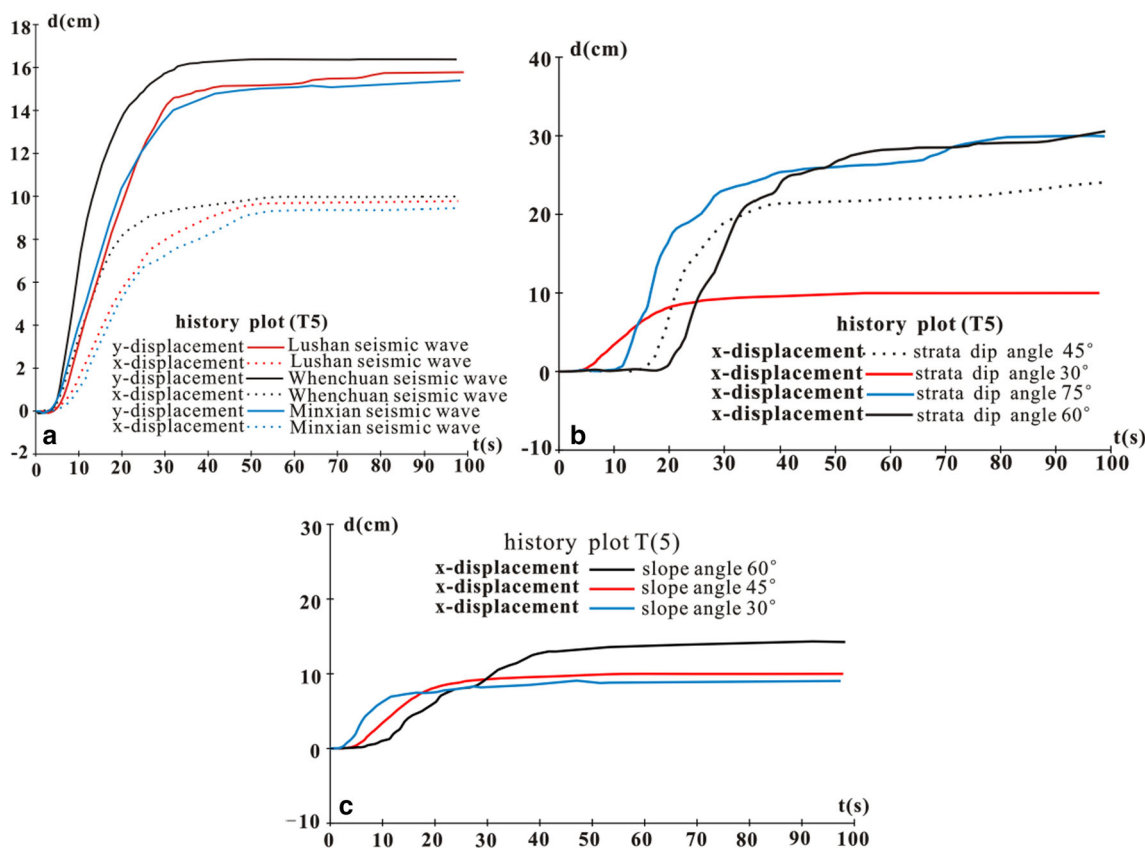 d(cm)
18
16
14
12
10
8
6
4
2
0
-2
history plot (T5)
y-displacement Lushan seismic wave
x-displacement Lushan seismic wave
y-displacement Whenchuan seismic wave
x-displacement Whenchuan seismic wave
y-displacement Minxian seismic wave
x-displacement Minxian seismic wave
a
t(s)
0 10 20 30 40 50 60 70 80 90 100
d(cm)
40
30
20
10
0
-10
history plot (T5)
x-displacement strata dip angle 45°
x-displacement strata dip angle 30°
x-displacement strata dip angle 75°
x-displacement strata dip angle 60°
b
t(s)
0 10 20 30 40 50 60 70 80 90 100
d(cm)
30
20
10
0
-10
history plot T(5)
x-displacement slope angle 60°
x-displacement slope angle 45°
x-displacement slope angle 30°
c
t(s)
0 10 20 30 40 50 60 70 80 90 100